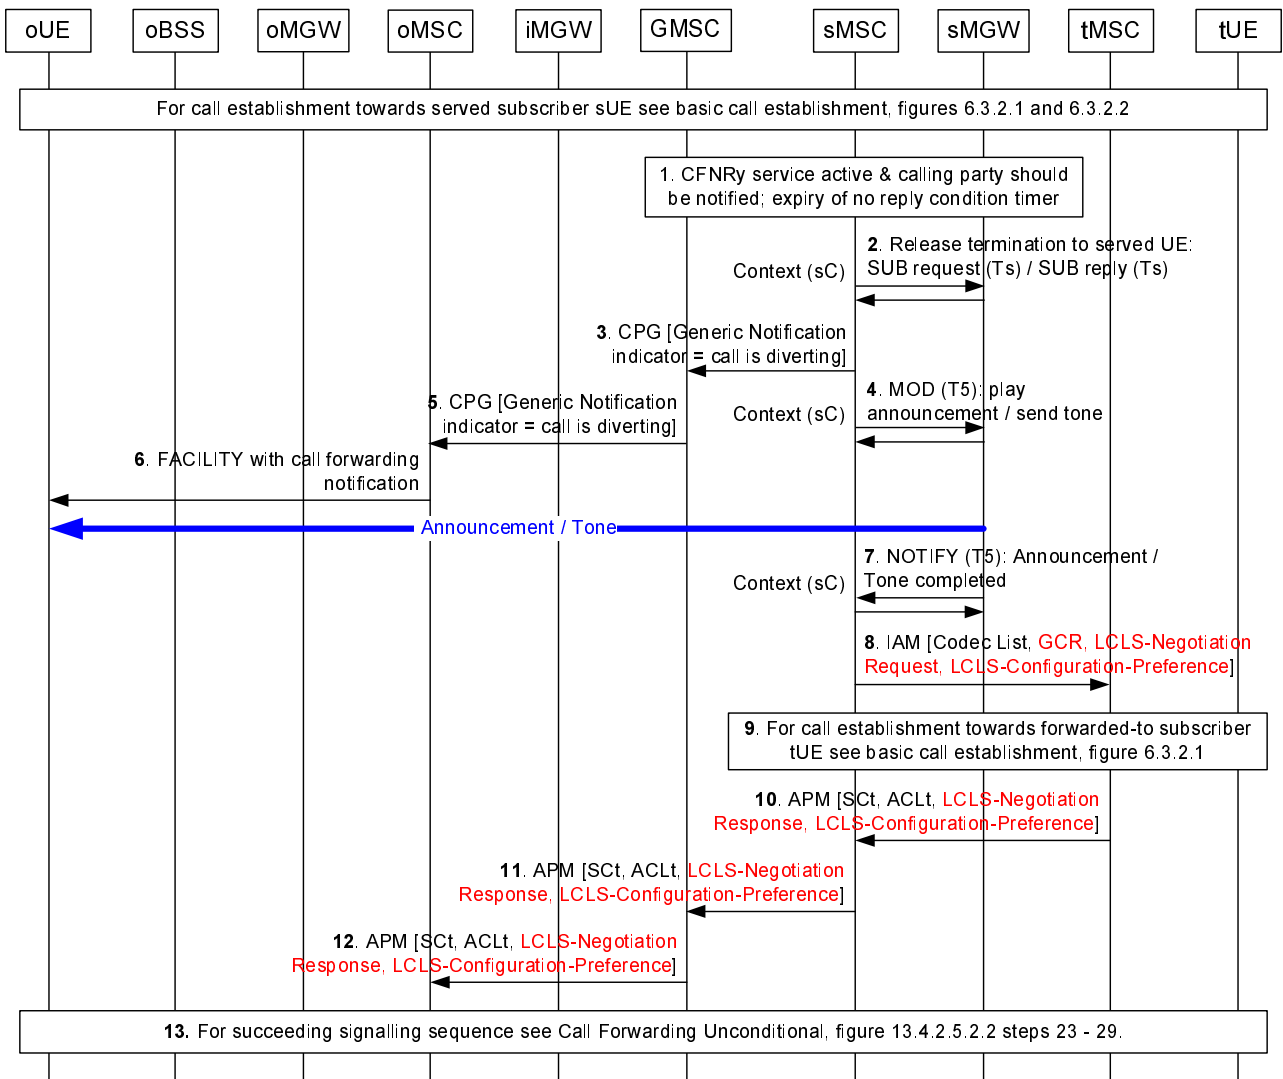 oUE oBSS oMGW oMSC iMGW GMSC sMSC sMGW tMSC tUE
For call establishment towards served subscriber sUE see basic call establishment, figures 6.3.2.1 and 6.3.2.2
1. CFNRy service active & calling party should
be notified; expiry of no reply condition timer
2. Release termination to served UE:
SUB request (Ts) / SUB reply (Ts)
Context (sC)
3. CPG [Generic Notification
indicator = call is diverting]
4. MOD (T5): play
announcement / send tone
Context (sC)
5. CPG [Generic Notification
indicator = call is diverting]
6. FACILITY with call forwarding
notification
Announcement / Tone
7. NOTIFY (T5): Announcement /
Tone completed
Context (sC)
8. IAM [Codec List, GCR, LCLS-Negotiation
Request, LCLS-Configuration-Preference]
9. For call establishment towards forwarded-to subscriber
tUE see basic call establishment, figure 6.3.2.1
10. APM [SCt, ACLt, LCLS-Negotiation
Response, LCLS-Configuration-Preference]
11. APM [SCt, ACLt, LCLS-Negotiation
Response, LCLS-Configuration-Preference]
12. APM [SCt, ACLt, LCLS-Negotiation
Response, LCLS-Configuration-Preference]
13. For succeeding signalling sequence see Call Forwarding Unconditional, figure 13.4.2.5.2.2 steps 23 - 29.